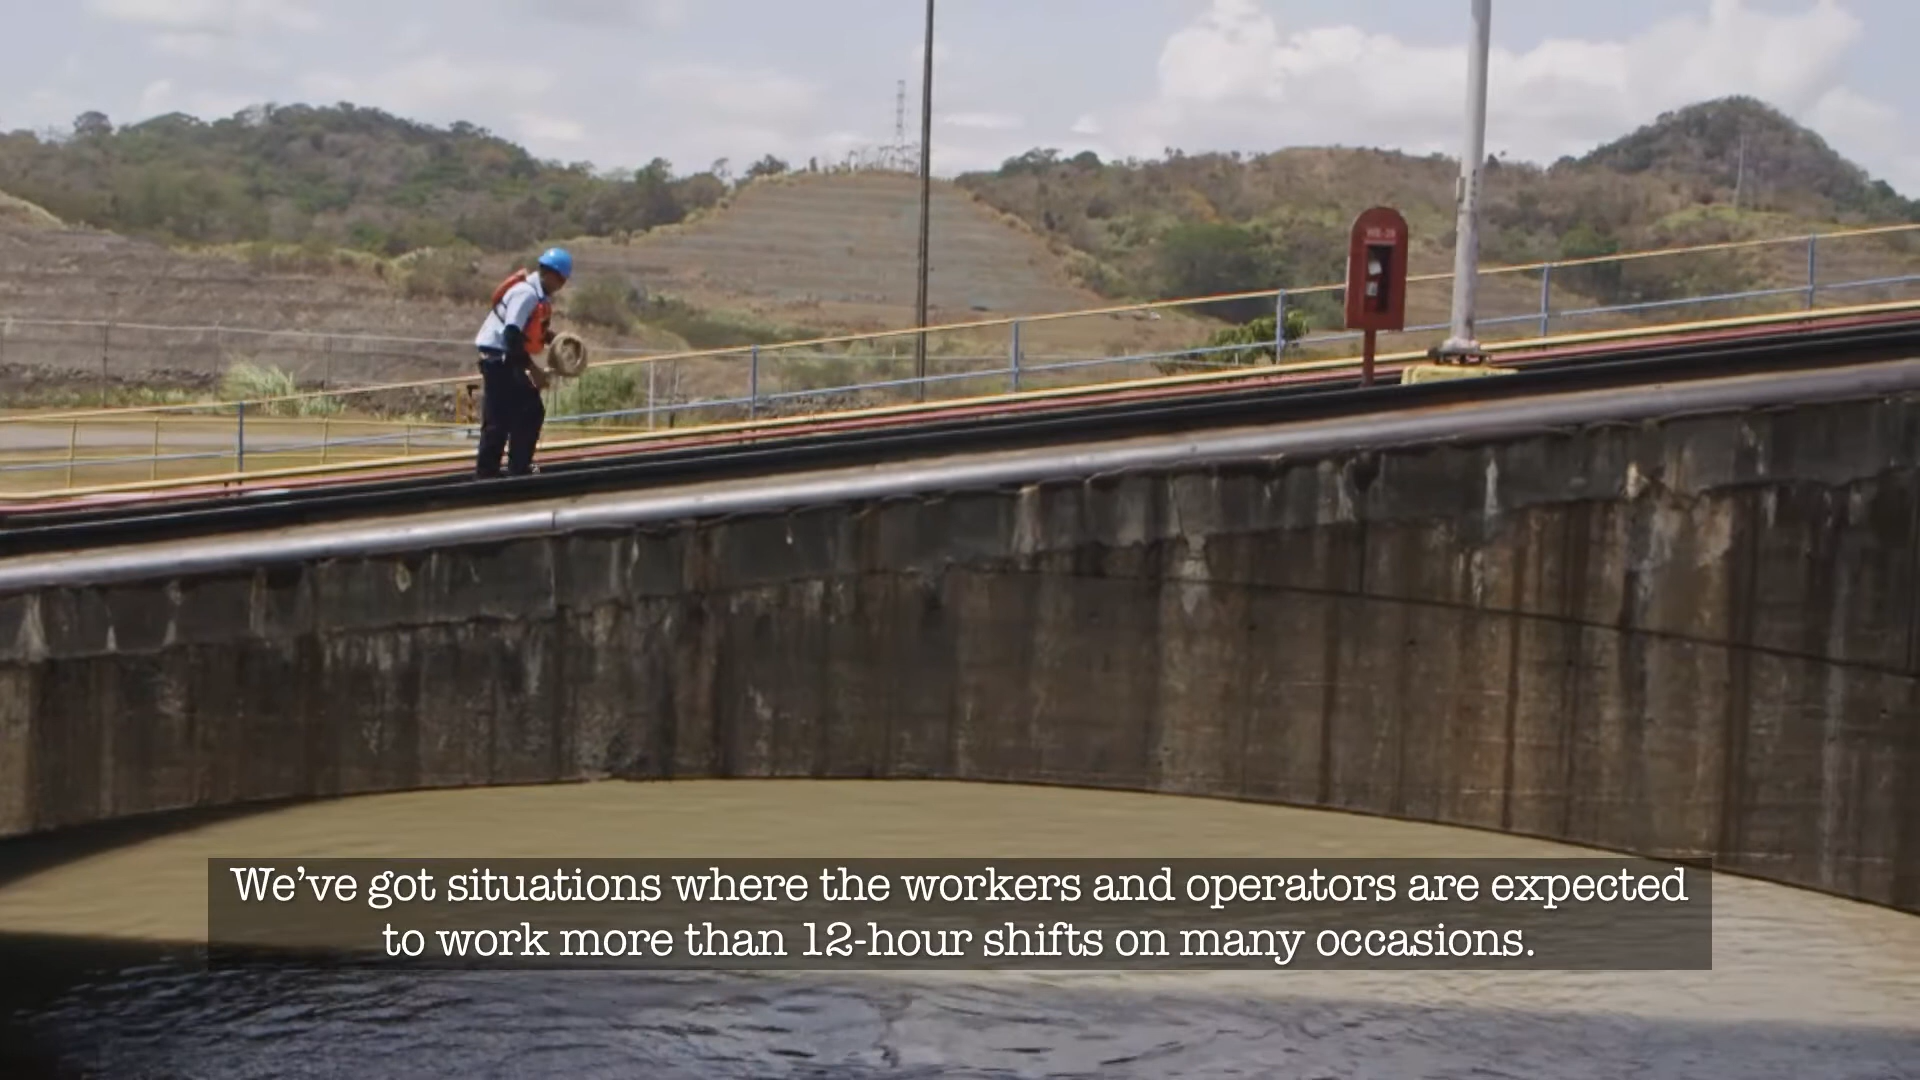 We've got situations where the workers and operators are expected
to work more than 12-hour shifts on many occasions.